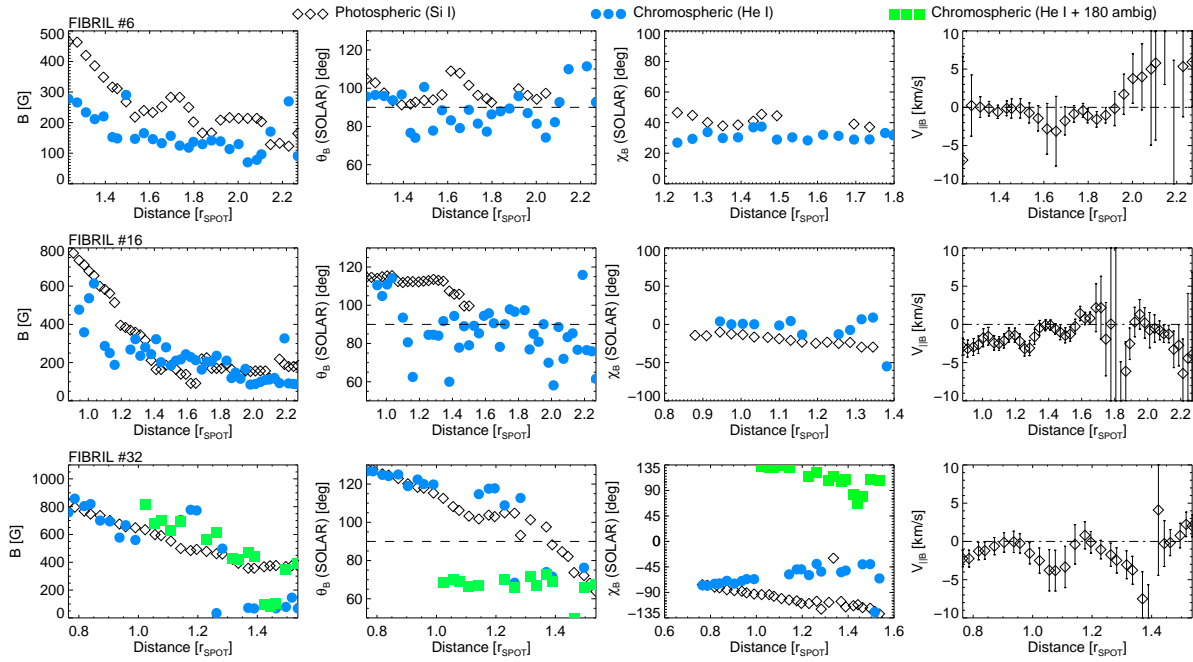 Photospheric (Si I) Chromospheric (He I) Chromospheric (He I + 180 ambig)
FIBRIL #6
B [G]
500
400
300
200
100
0
1.4 1.6 1.8 2.0 2.2
Distance [rSPOT]
θB (SOLAR) [deg]
120
100
80
60
1.4 1.6 1.8 2.0 2.2
Distance [rSPOT]
χB (SOLAR) [deg]
100
80
60
40
20
0
1.2 1.3 1.4 1.5 1.6 1.7 1.8
Distance [rSPOT]
V||B [km/s]
10
5
0
−5
−10
1.4 1.6 1.8 2.0 2.2
Distance [rSPOT]
FIBRIL #16
B [G]
800
600
400
200
0
1.0 1.2 1.4 1.6 1.8 2.0 2.2
Distance [rSPOT]
θB (SOLAR) [deg]
120
100
80
60
1.0 1.2 1.4 1.6 1.8 2.0 2.2
Distance [rSPOT]
χB (SOLAR) [deg]
100
50
0
−50
−100
0.8 0.9 1.0 1.1 1.2 1.3 1.4
Distance [rSPOT]
V||B [km/s]
10
5
0
−5
−10
1.0 1.2 1.4 1.6 1.8 2.0 2.2
Distance [rSPOT]
FIBRIL #32
B [G]
1000
800
600
400
200
0
0.8 1.0 1.2 1.4
Distance [rSPOT]
θB (SOLAR) [deg]
120
100
80
60
0.8 1.0 1.2 1.4
Distance [rSPOT]
χB (SOLAR) [deg]
135
90
45
0
−45
−90
−135
0.6 0.8 1.0 1.2 1.4 1.6
Distance [rSPOT]
V||B [km/s]
10
5
0
−5
−10
0.8 1.0 1.2 1.4
Distance [rSPOT]